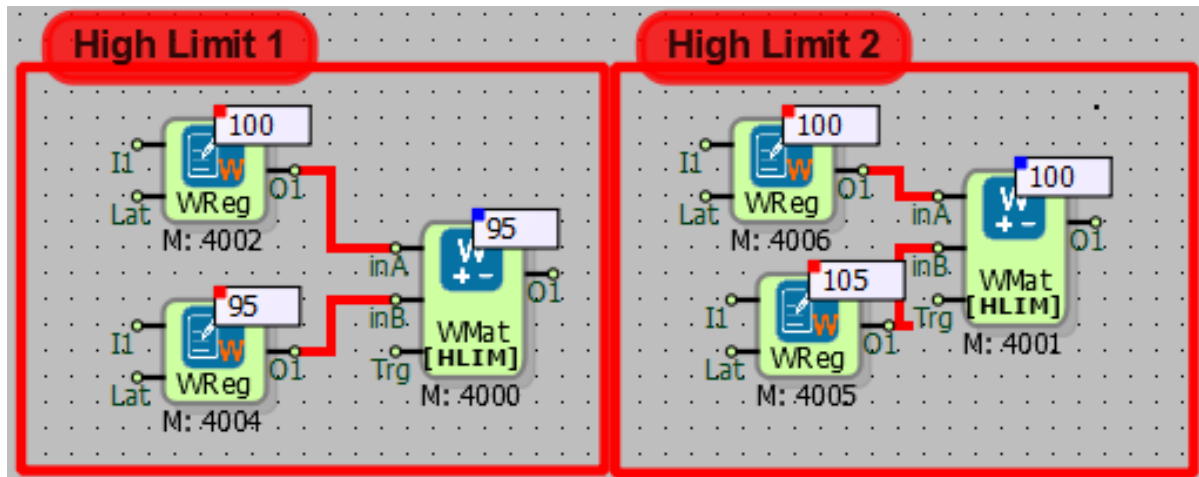 High Limit 1
100
I1
O1
Lat
WReg
M: 4002
95
inA
W
+ -
O1
95
inB
I1
WMat
Trg
[HLIM]
O1
Lat
WReg
M: 4000
M: 4004
High Limit 2
100
I1
W
O1
Lat
WReg
M: 4006
100
inA
W
+ -
O1
105
inB
WMat
I1
W
Trg
[HLIM]
O1
Lat
WReg
M: 4001
M: 4005